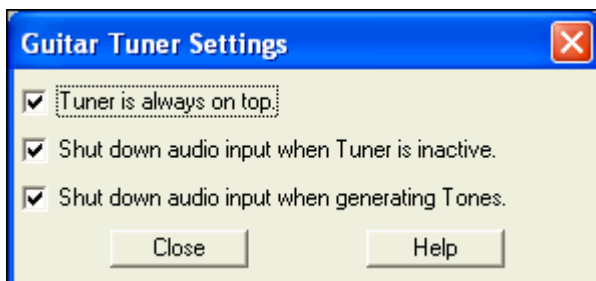 Guitar Tuner Settings
Tuner is always on top.
Shut down audio input when Tuner is inactive.
Shut down audio input when generating Tones.
Close Help